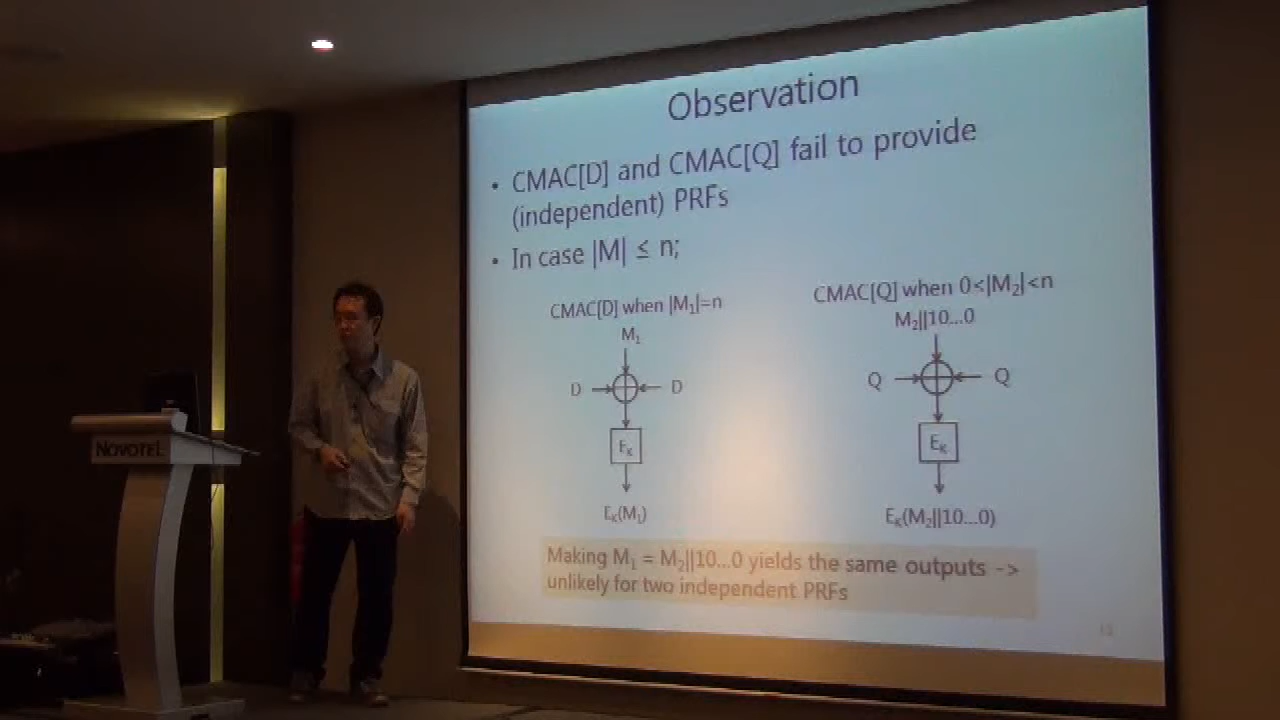 Observation
• CMAC[D] and CMAC[Q] fail to provide
(independent) PRFs
• In case |M| ≤ n;
CMAC[D] when |M₁|=n
M₁
D
D
Eₖ
Eₖ(M₁)
CMAC[Q] when 0<|M₂|<n
M₂||10...0
Q
Q
Eₖ
Eₖ(M₂||10...0)
Making M₁ = M₂||10...0 yields the same outputs ->
unlikely for two independent PRFs
NOVOTEL